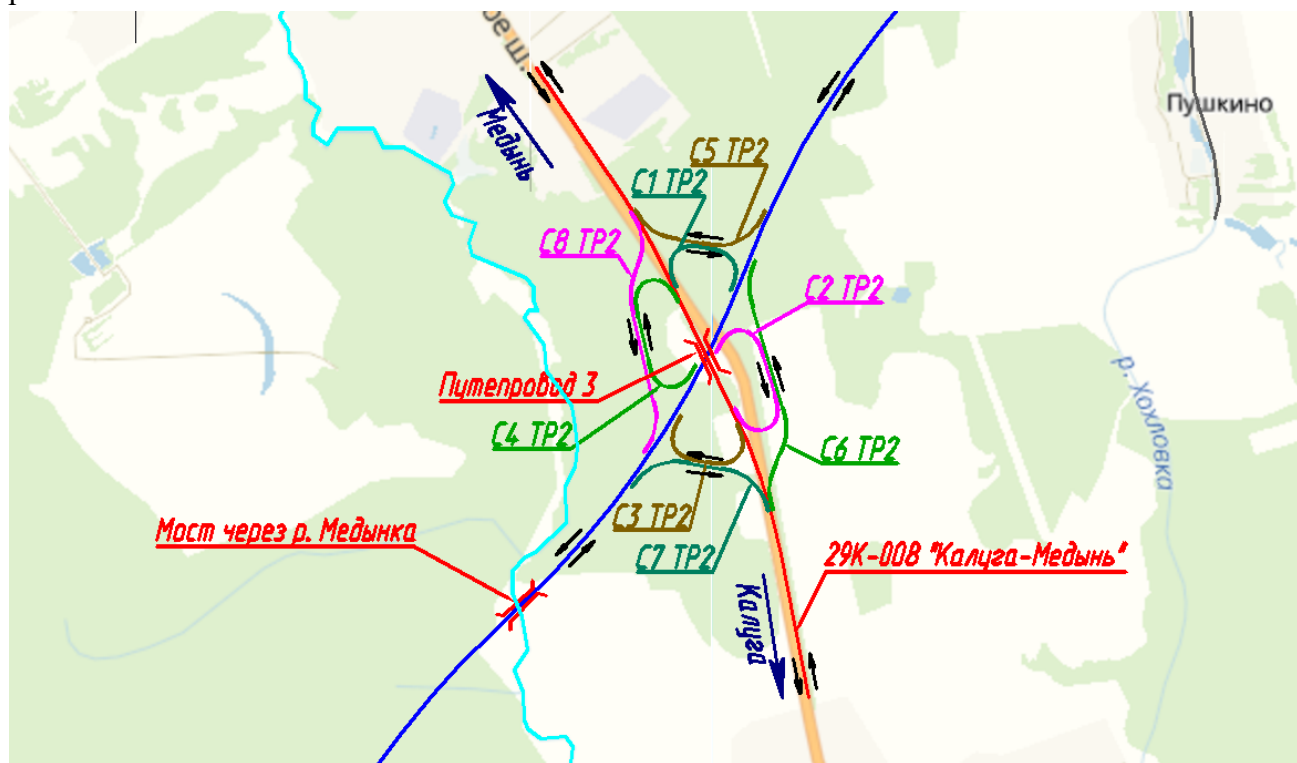 ое ш.
Пушкино
Медынь
С5 ТР2
С1 ТР2
С8 ТР2
С2 ТР2
Путепровод 3
С4 ТР2
С6 ТР2
р. Хохловка
С3 ТР2
Мост через р. Медынка
С7 ТР2
29К-008 "Калуга-Медынь"
Калуга